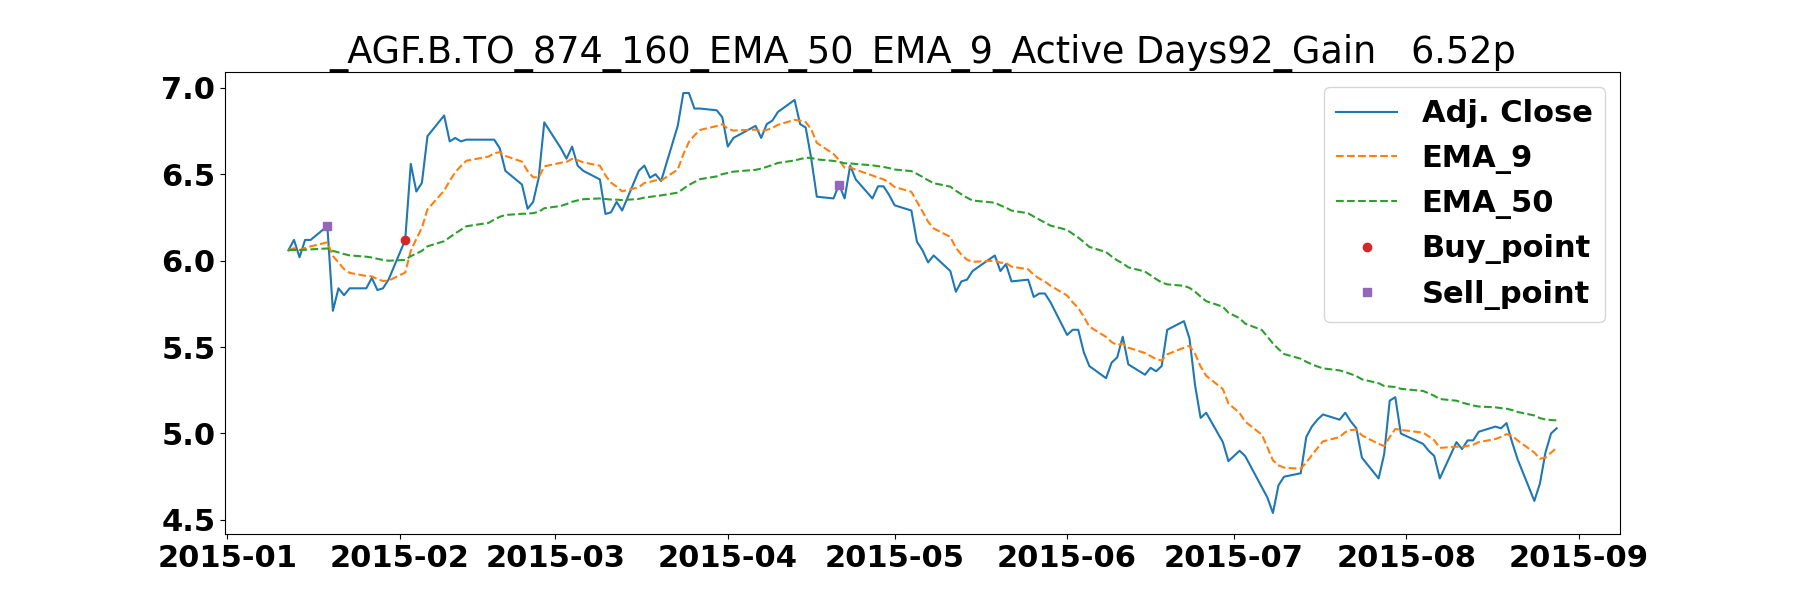 _AGF.B.TO_874_160_EMA_50_EMA_9_Active Days92_Gain   6.52p
7.0
6.5
6.0
5.5
5.0
4.5
Adj. Close
EMA_9
EMA_50
Buy_point
Sell_point
2015-01 2015-02 2015-03 2015-04 2015-05 2015-06 2015-07 2015-08 2015-09